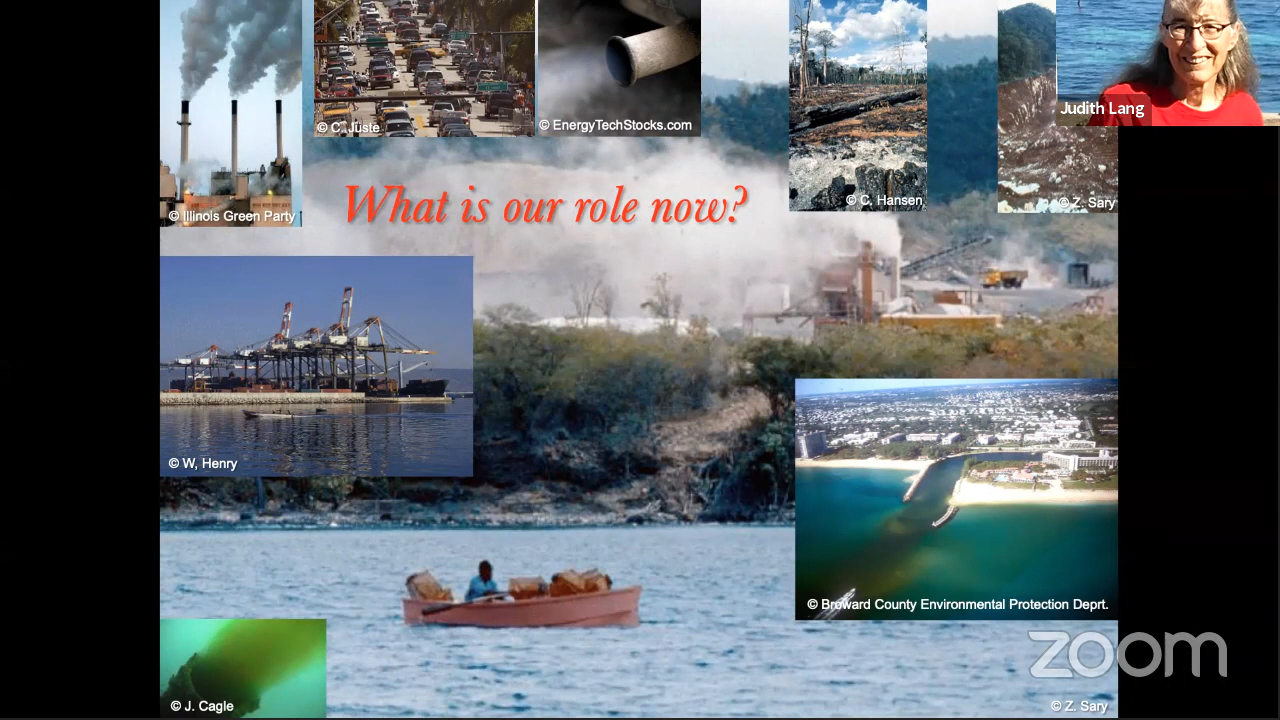 © C. Juste
© EnergyTechStocks.com
Judith Lang
© Illinois Green Party
© C, Hansen
© Z. Sary
What is our role now?
© W, Henry
© Broward County Environmental Protection Deprt.
zoom
© J. Cagle
© Z. Sary